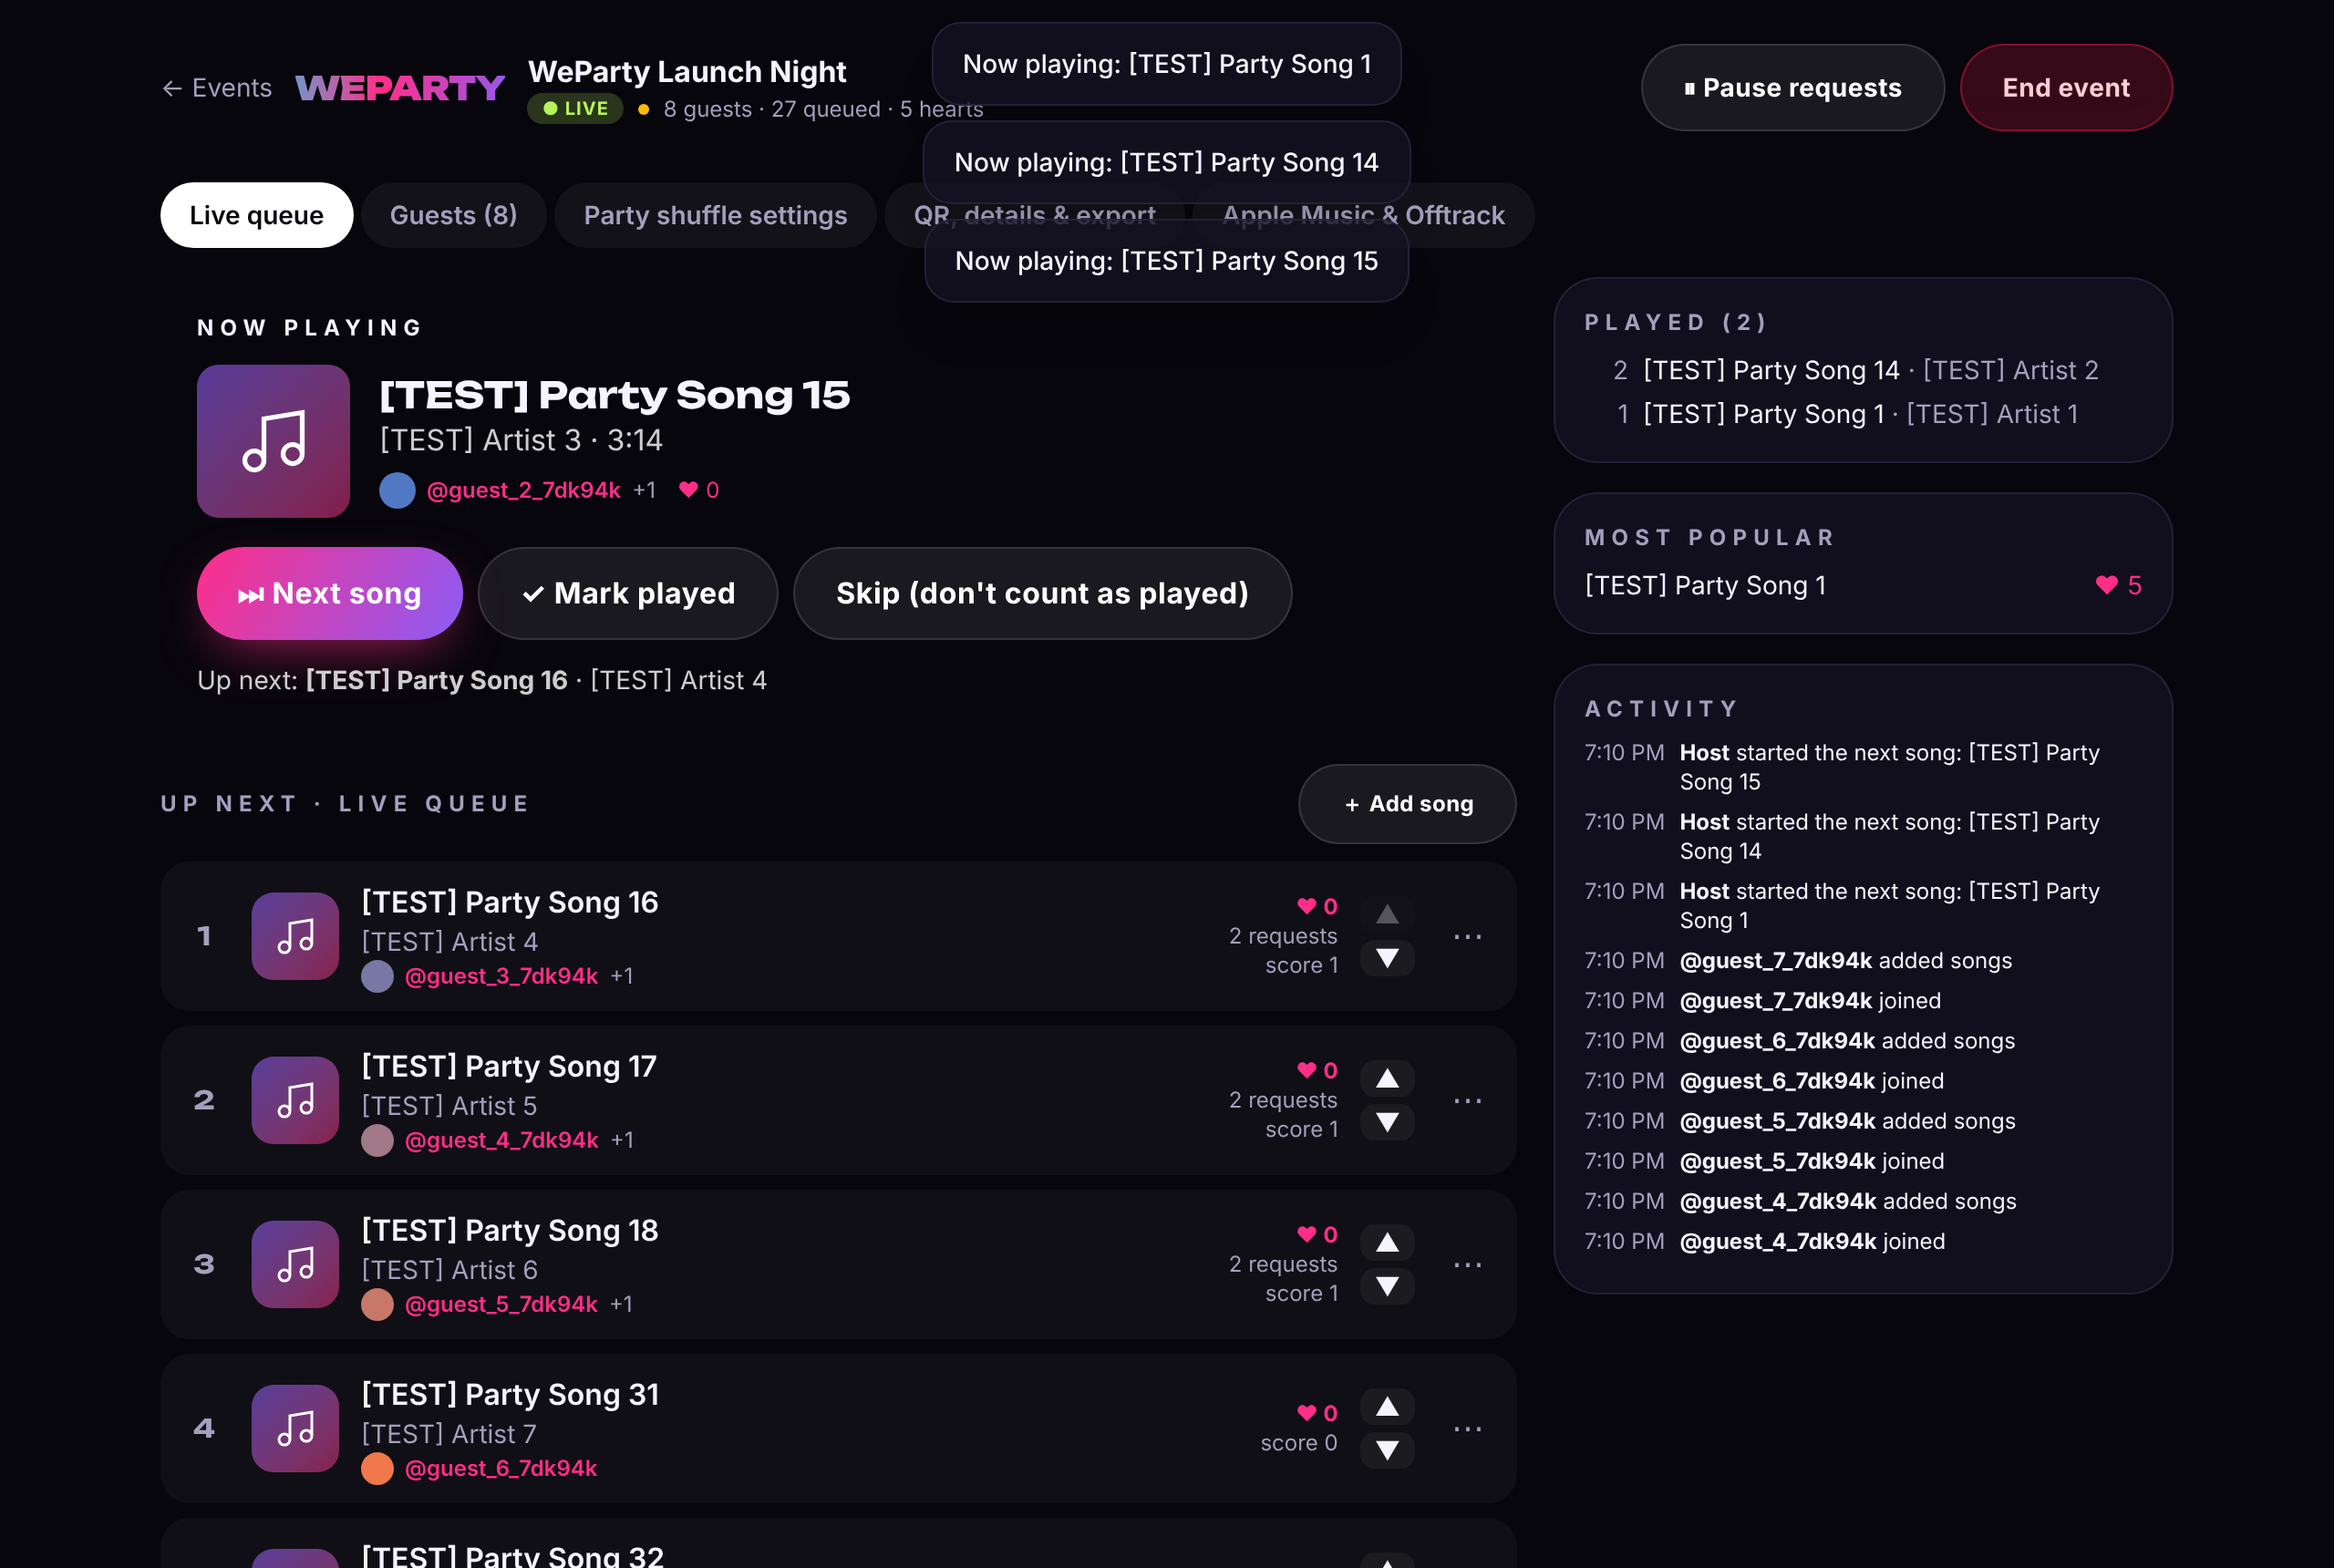 ← Events
WEPARTY
WeParty Launch Night
LIVE
8 guests · 27 queued · 5 hearts
Now playing: [TEST] Party Song 1
Now playing: [TEST] Party Song 14
Now playing: [TEST] Party Song 15
Pause requests
End event
Live queue
Guests (8)
Party shuffle settings
QR, details & export
Apple Music & Offtrack
NOW PLAYING
[TEST] Party Song 15
[TEST] Artist 3 · 3:14
@guest_2_7dk94k +1 ♥ 0
⏭ Next song
✓ Mark played
Skip (don't count as played)
Up next: [TEST] Party Song 16 · [TEST] Artist 4
UP NEXT · LIVE QUEUE
+ Add song
1
[TEST] Party Song 16
[TEST] Artist 4
@guest_3_7dk94k +1
♥ 0
2 requests
score 1
▲
▼
⋯
2
[TEST] Party Song 17
[TEST] Artist 5
@guest_4_7dk94k +1
♥ 0
2 requests
score 1
▲
▼
⋯
3
[TEST] Party Song 18
[TEST] Artist 6
@guest_5_7dk94k +1
♥ 0
2 requests
score 1
▲
▼
⋯
4
[TEST] Party Song 31
[TEST] Artist 7
@guest_6_7dk94k
♥ 0
score 0
▲
▼
⋯
[TEST] Party Song 32
PLAYED (2)
2 [TEST] Party Song 14 · [TEST] Artist 2
1 [TEST] Party Song 1 · [TEST] Artist 1
MOST POPULAR
[TEST] Party Song 1 ♥ 5
ACTIVITY
7:10 PM Host started the next song: [TEST] Party
Song 15
7:10 PM Host started the next song: [TEST] Party
Song 14
7:10 PM Host started the next song: [TEST] Party
Song 1
7:10 PM @guest_7_7dk94k added songs
7:10 PM @guest_7_7dk94k joined
7:10 PM @guest_6_7dk94k added songs
7:10 PM @guest_6_7dk94k joined
7:10 PM @guest_5_7dk94k added songs
7:10 PM @guest_5_7dk94k joined
7:10 PM @guest_4_7dk94k added songs
7:10 PM @guest_4_7dk94k joined